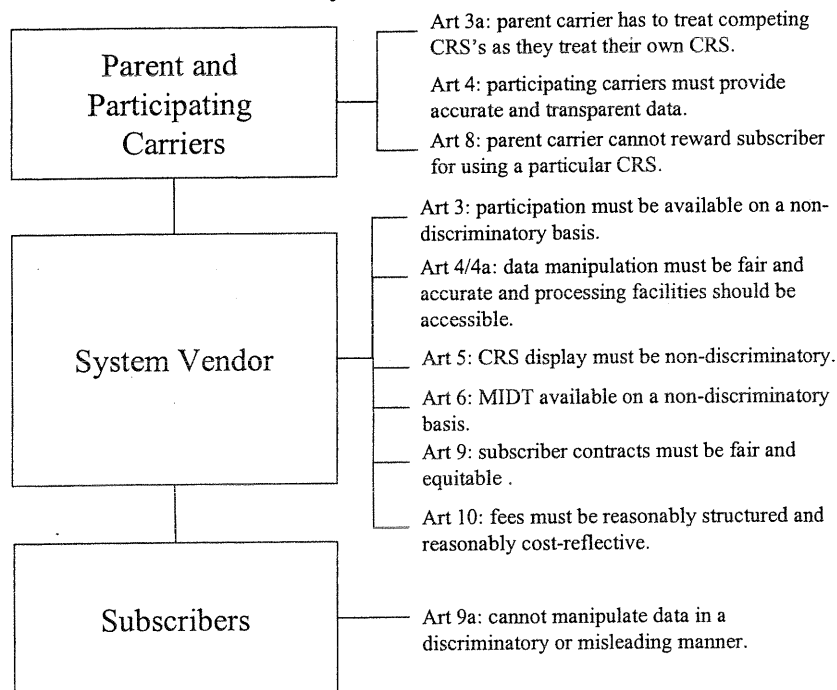 Parent and
Participating
Carriers
Art 3a: parent carrier has to treat competing
CRS's as they treat their own CRS.
Art 4: participating carriers must provide
accurate and transparent data.
Art 8: parent carrier cannot reward subscriber
for using a particular CRS.
System Vendor
Art 3: participation must be available on a non-
discriminatory basis.
Art 4/4a: data manipulation must be fair and
accurate and processing facilities should be
accessible.
Art 5: CRS display must be non-discriminatory.
Art 6: MIDT available on a non-discriminatory
basis.
Art 9: subscriber contracts must be fair and
equitable .
Art 10: fees must be reasonably structured and
reasonably cost-reflective.
Subscribers
Art 9a: cannot manipulate data in a
discriminatory or misleading manner.